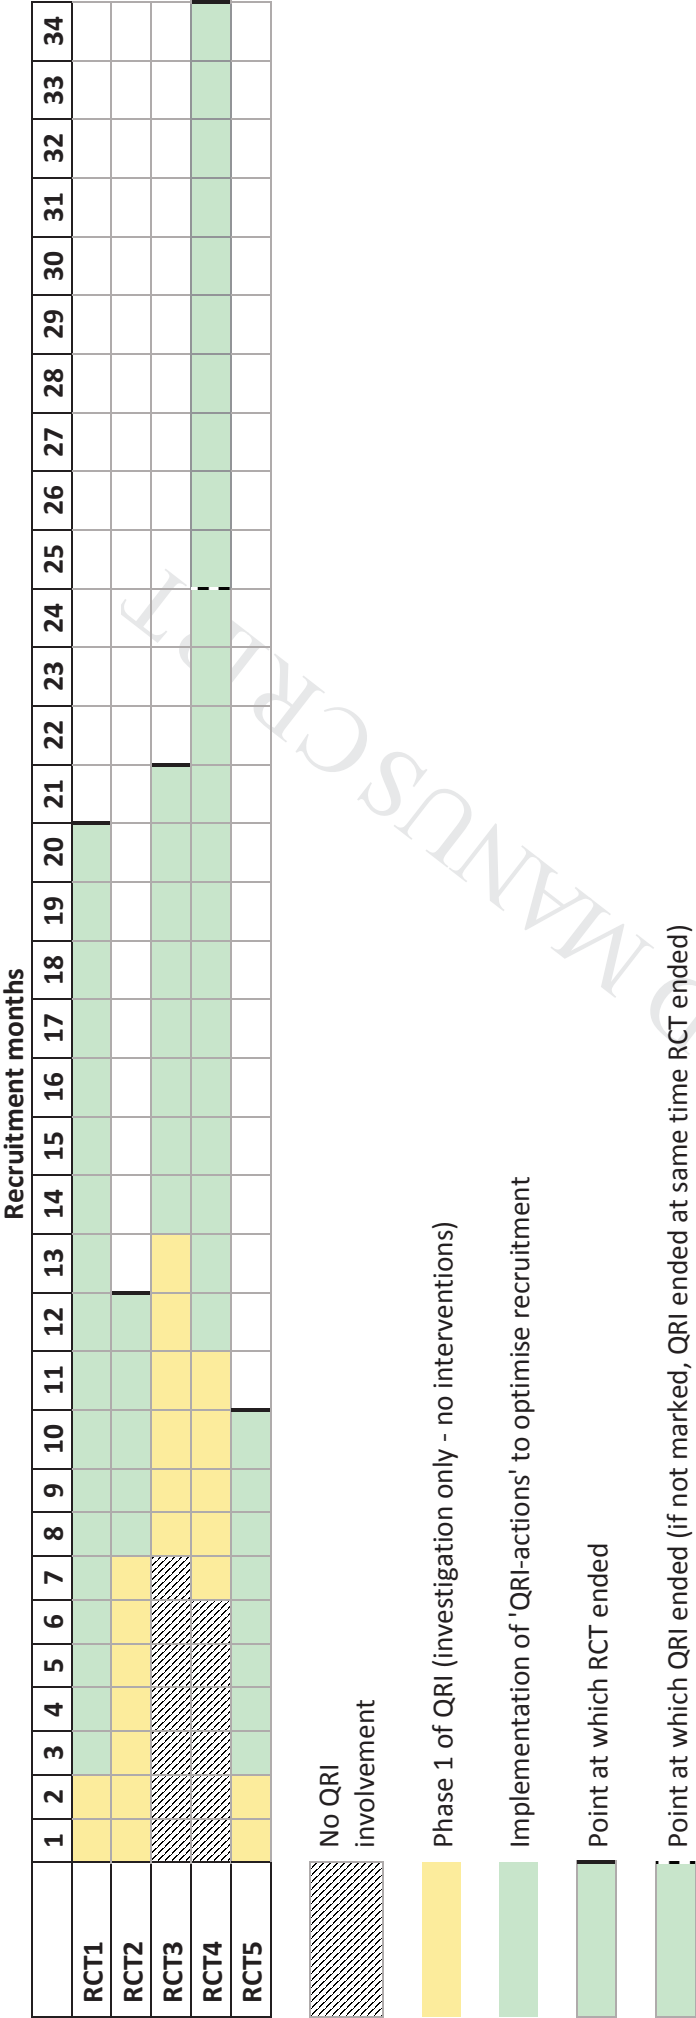 Recruitment months
1 2 3 4 5 6 7 8 9 10 11 12 13 14 15 16 17 18 19 20 21 22 23 24 25 26 27 28 29 30 31 32 33 34
RCT1
RCT2
RCT3
RCT4
RCT5
No QRI
involvement
Phase 1 of QRI (investigation only - no interventions)
Implementation of 'QRI-actions' to optimise recruitment
Point at which RCT ended
Point at which QRI ended (if not marked, QRI ended at same time RCT ended)
MANUSCRIPT